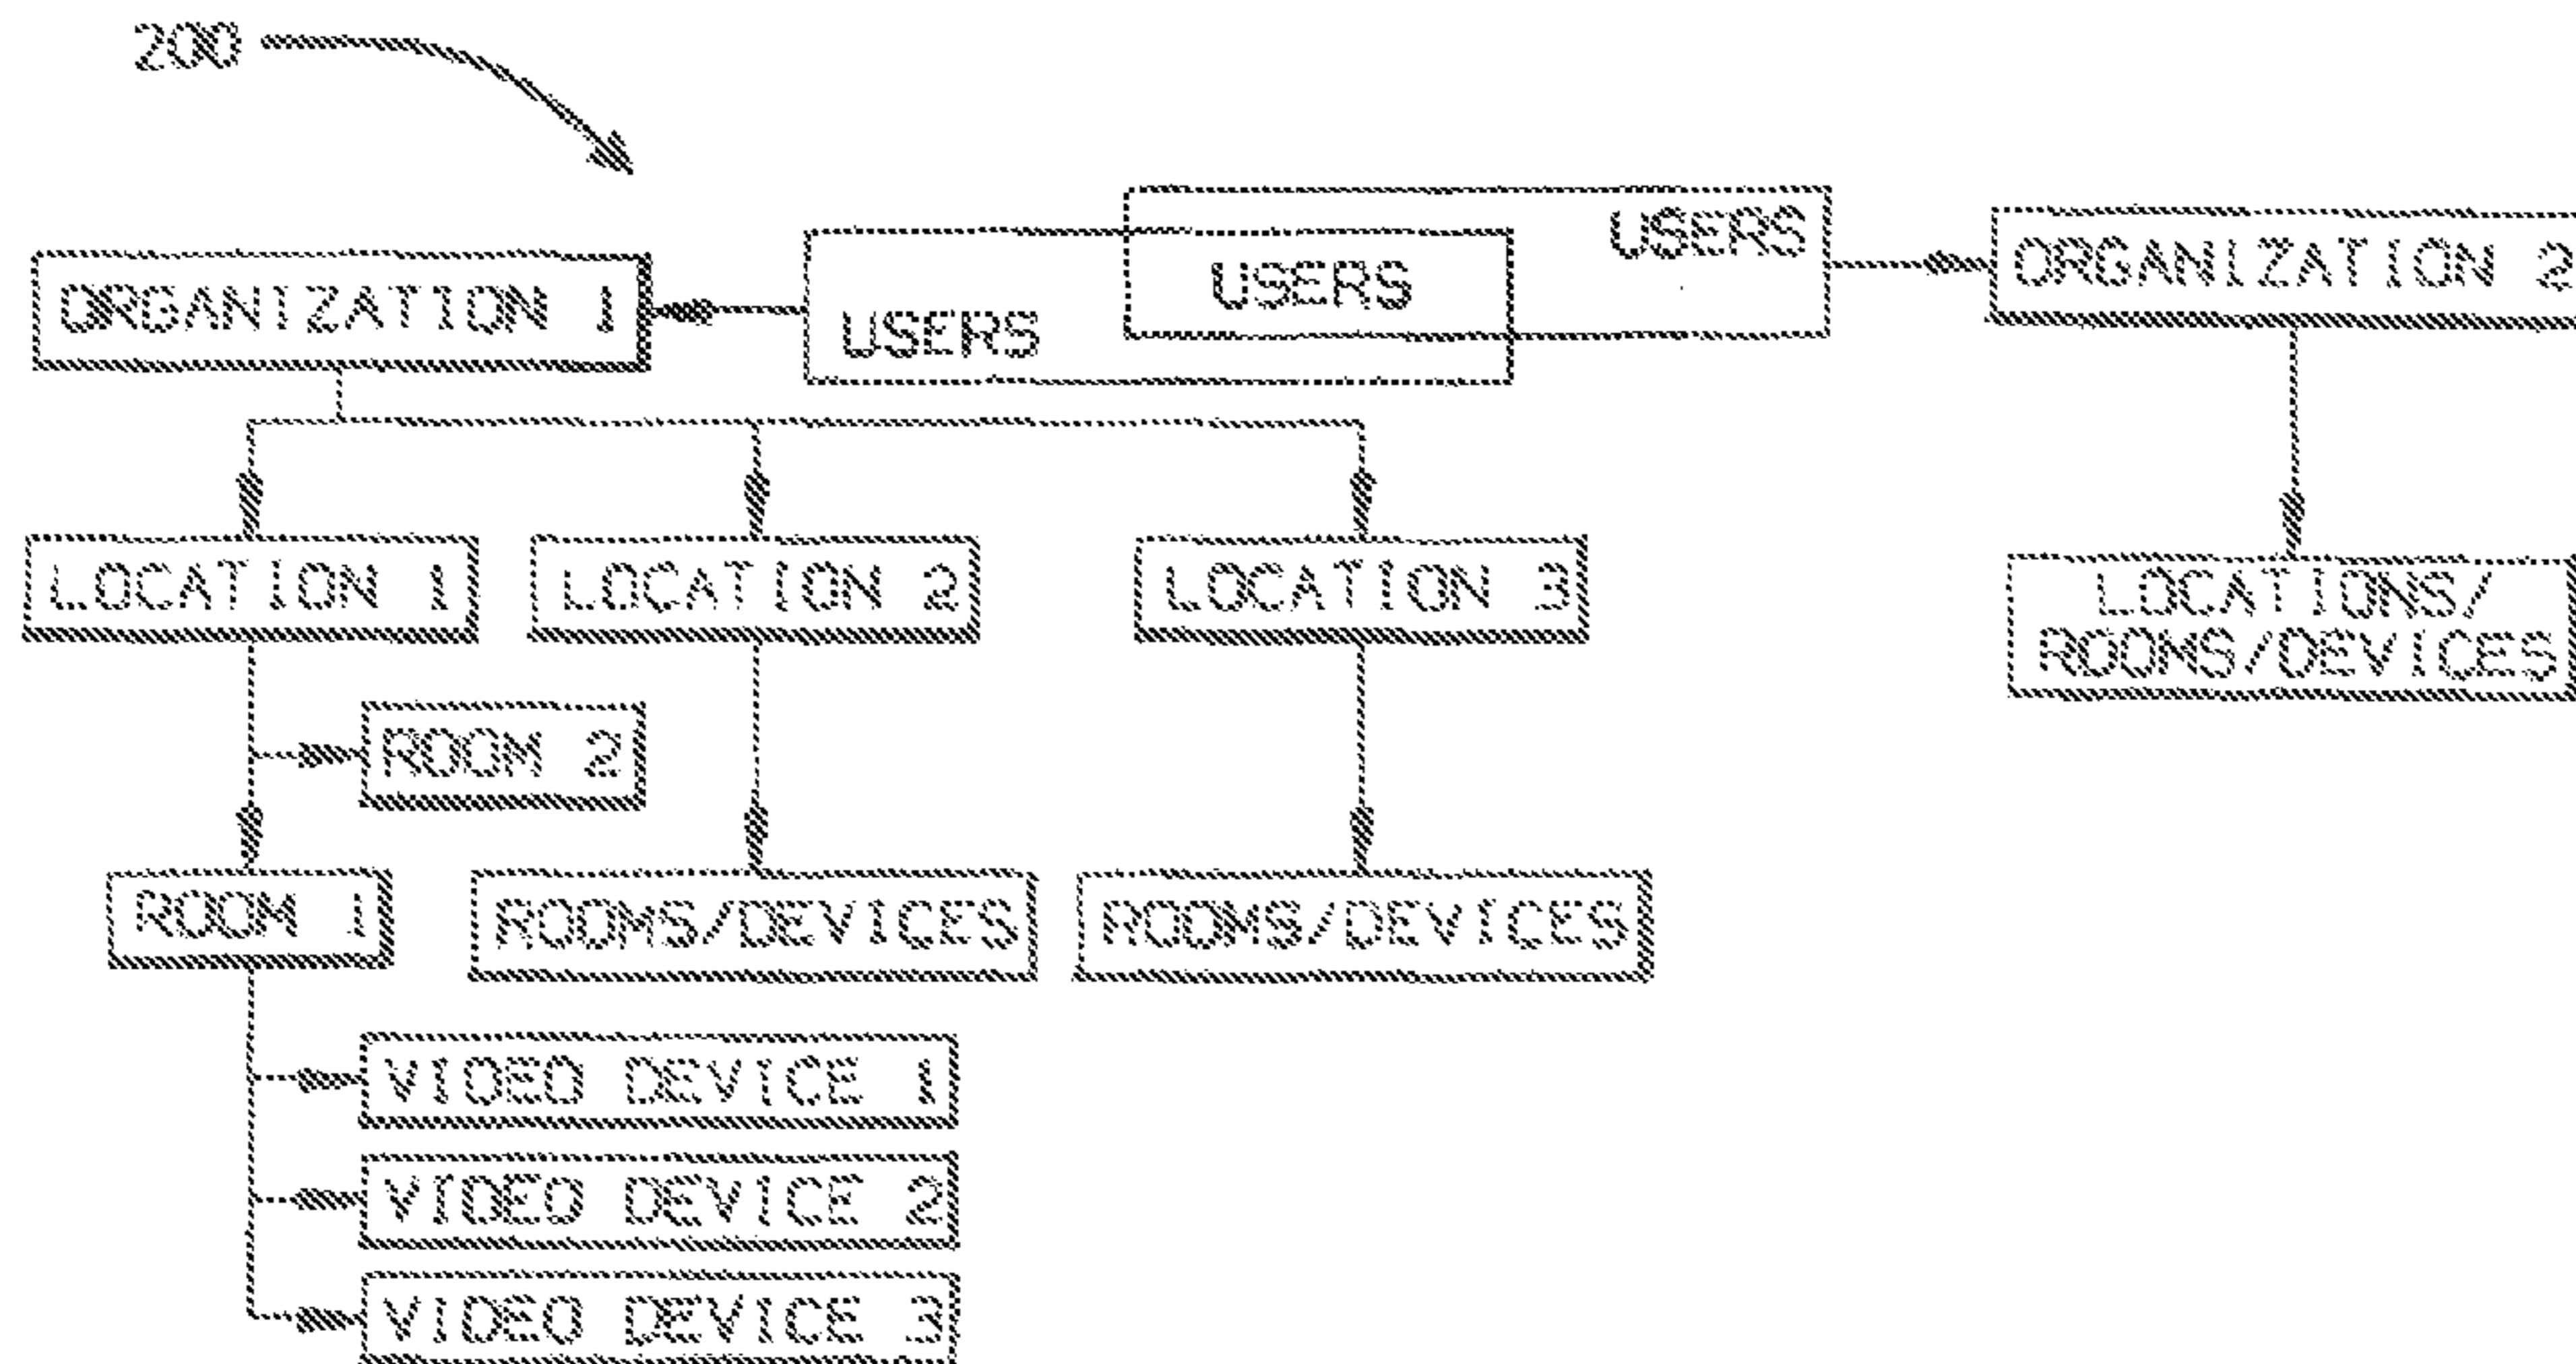 200
USERS
ORGANIZATION 2
USERS
ORGANIZATION 1
USERS
LOCATION 1
LOCATION 2
LOCATION 3
LOCATIONS/
ROOMS/DEVICES
ROOM 2
ROOM 1
ROOMS/DEVICES
ROOMS/DEVICES
VIDEO DEVICE 1
VIDEO DEVICE 2
VIDEO DEVICE 3